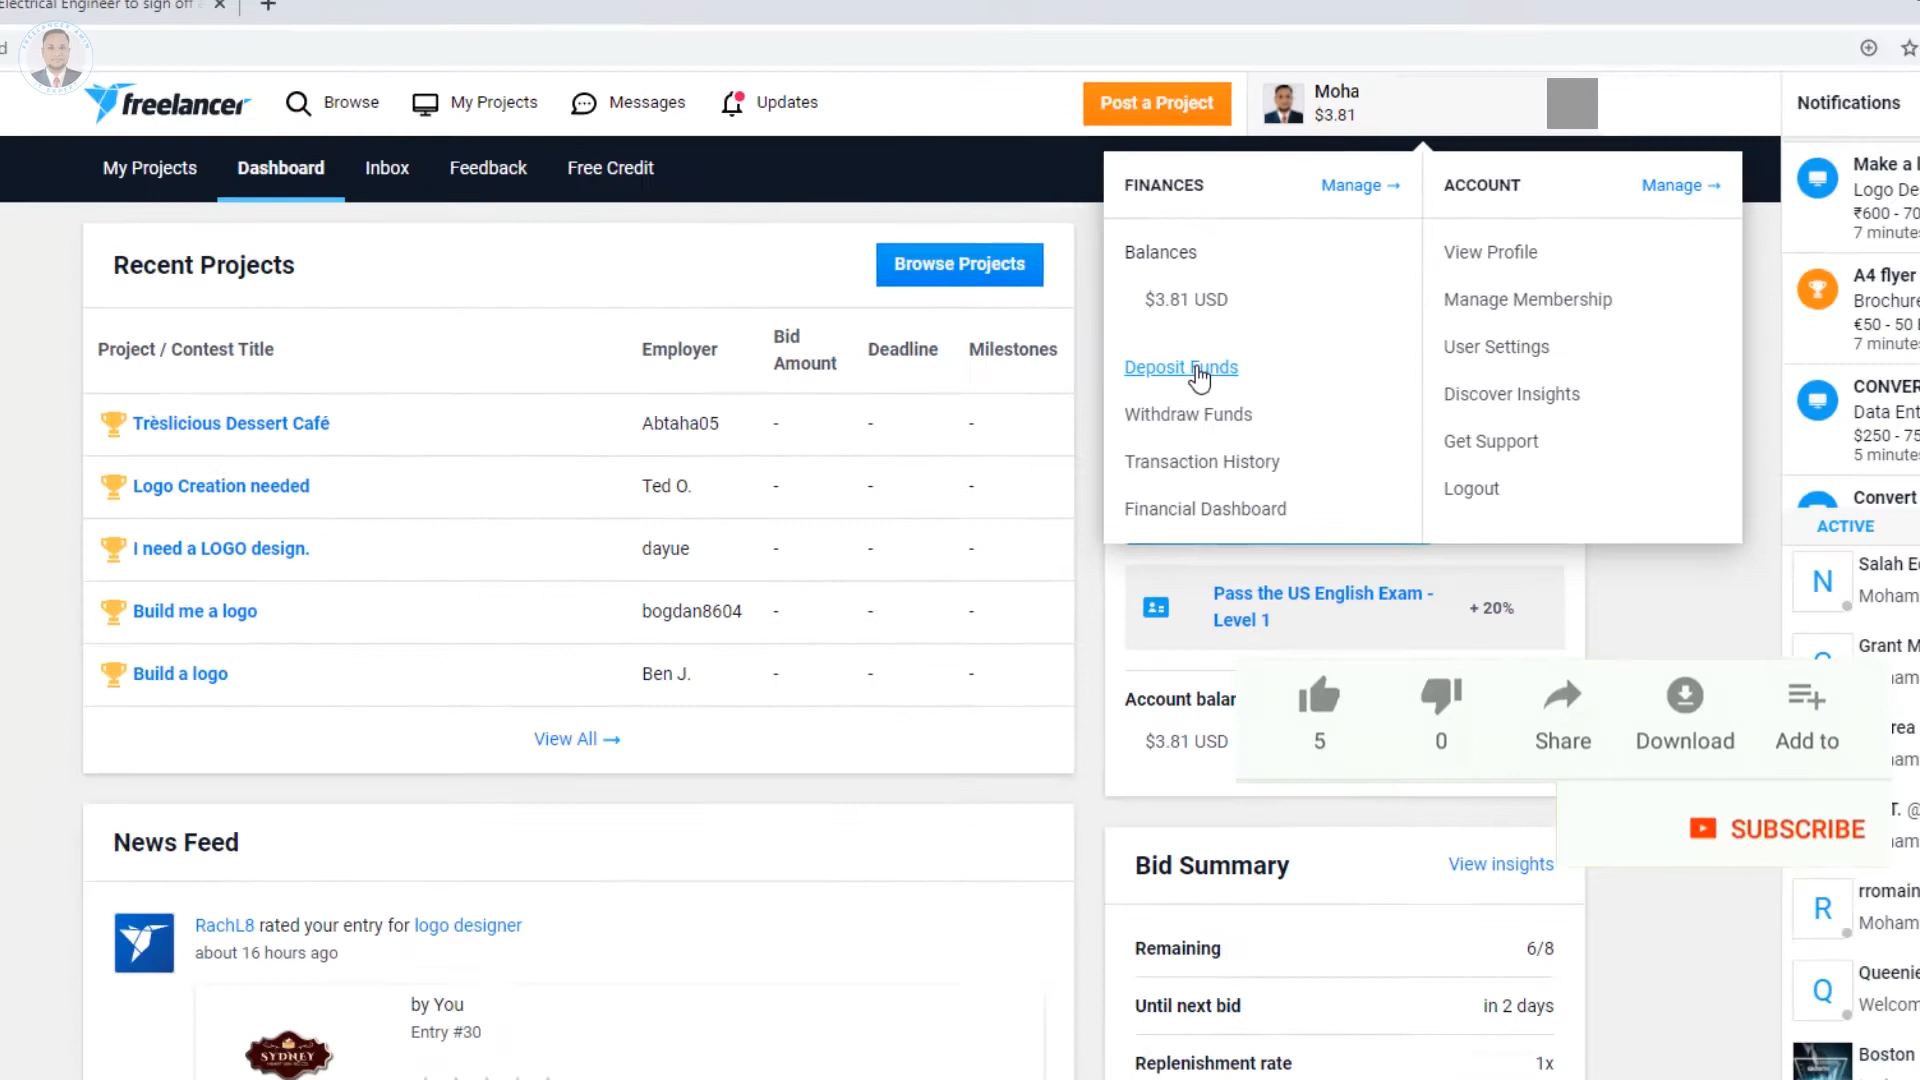 Electrical Engineer to sign off
freelancer
Browse
My Projects
Messages
Updates
Post a Project
Moha
$3.81
Notifications
My Projects
Dashboard
Inbox
Feedback
Free Credit
FINANCES
Manage →
Balances
$3.81 USD
Deposit Funds
Withdraw Funds
Transaction History
Financial Dashboard
ACCOUNT
Manage →
View Profile
Manage Membership
User Settings
Discover Insights
Get Support
Logout
Recent Projects
Browse Projects
Project / Contest Title
Employer
Bid
Amount
Deadline
Milestones
Trèslicious Dessert Café
Abtaha05
-
-
-
Logo Creation needed
Ted O.
-
-
-
I need a LOGO design.
dayue
-
-
-
Build me a logo
bogdan8604
-
-
-
Build a logo
Ben J.
-
-
-
View All →
Pass the US English Exam -
Level 1
+ 20%
Account balan
$3.81 USD
5
0
Share
Download
Add to
SUBSCRIBE
News Feed
RachL8 rated your entry for logo designer
about 16 hours ago
by You
Entry #30
SYDNEY
Bid Summary
View insights
Remaining
6/8
Until next bid
in 2 days
Replenishment rate
1x
Make a l
Logo De
₹600 - 70
7 minute
A4 flyer
Brochure
€50 - 50
7 minute
CONVER
Data Ent
$250 - 75
5 minute
Convert
ACTIVE
N
Salah E
Moham
Grant M
am
rea
am
T. @
am
R
rromain
Moham
Q
Queenie
Welcom
Boston